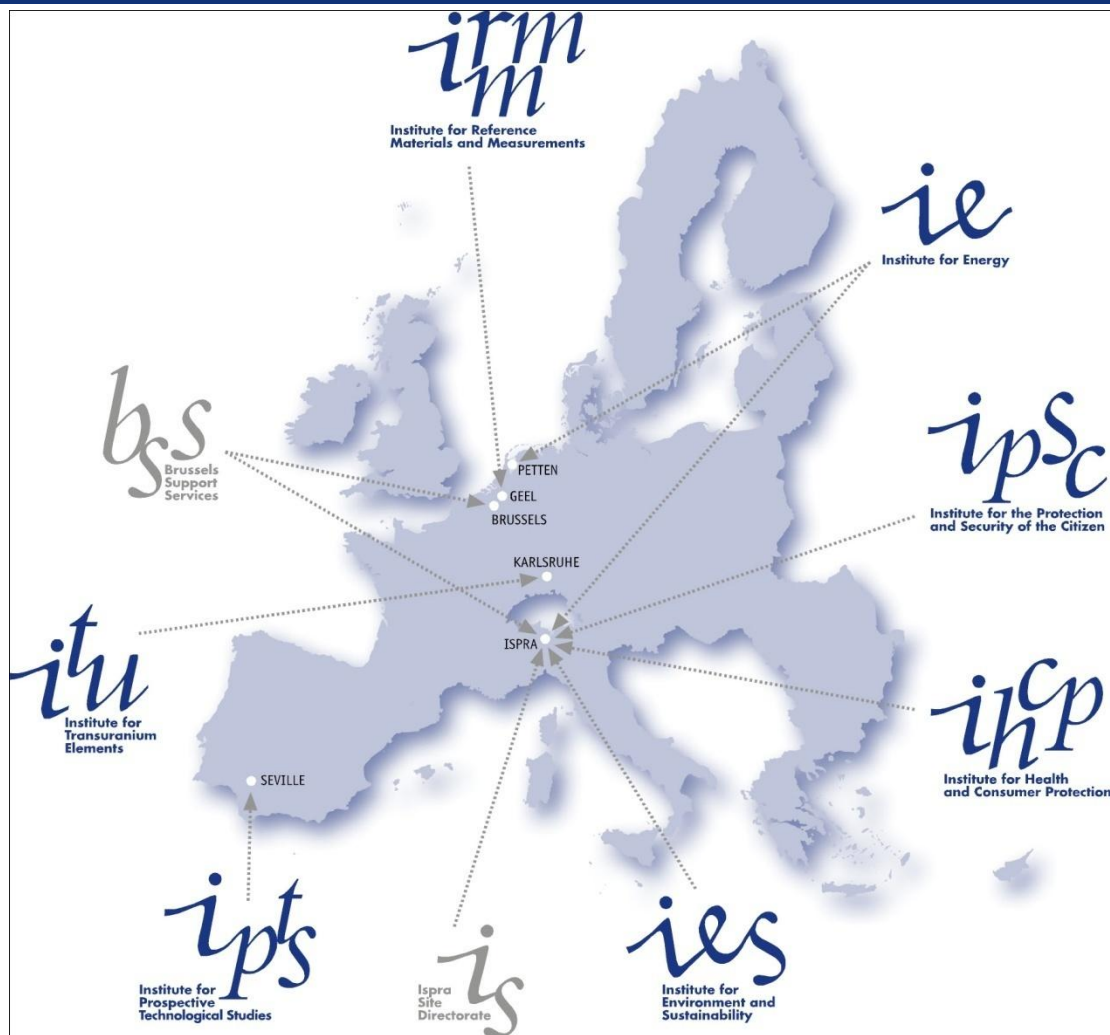 irmm
Institute for Reference
Materials and Measurements
ie
Institute for Energy
bss
Brussels
Support
Services
ipsc
Institute for the Protection
and Security of the Citizen
PETTEN
GEEL
BRUSSELS
KARLSRUHE
ISPRA
itu
Institute for
Transuranium
Elements
ihcp
Institute for Health
and Consumer Protection
SEVILLE
ipts
Institute for
Prospective
Technological Studies
is
Ispra
Site
Directorate
ies
Institute for
Environment and
Sustainability